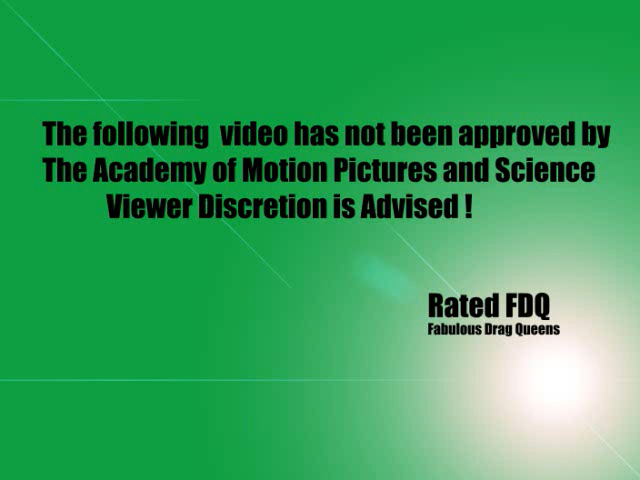 The following video has not been approved by
The Academy of Motion Pictures and Science
Viewer Discretion is Advised !
Rated FDQ
Fabulous Drag Queens